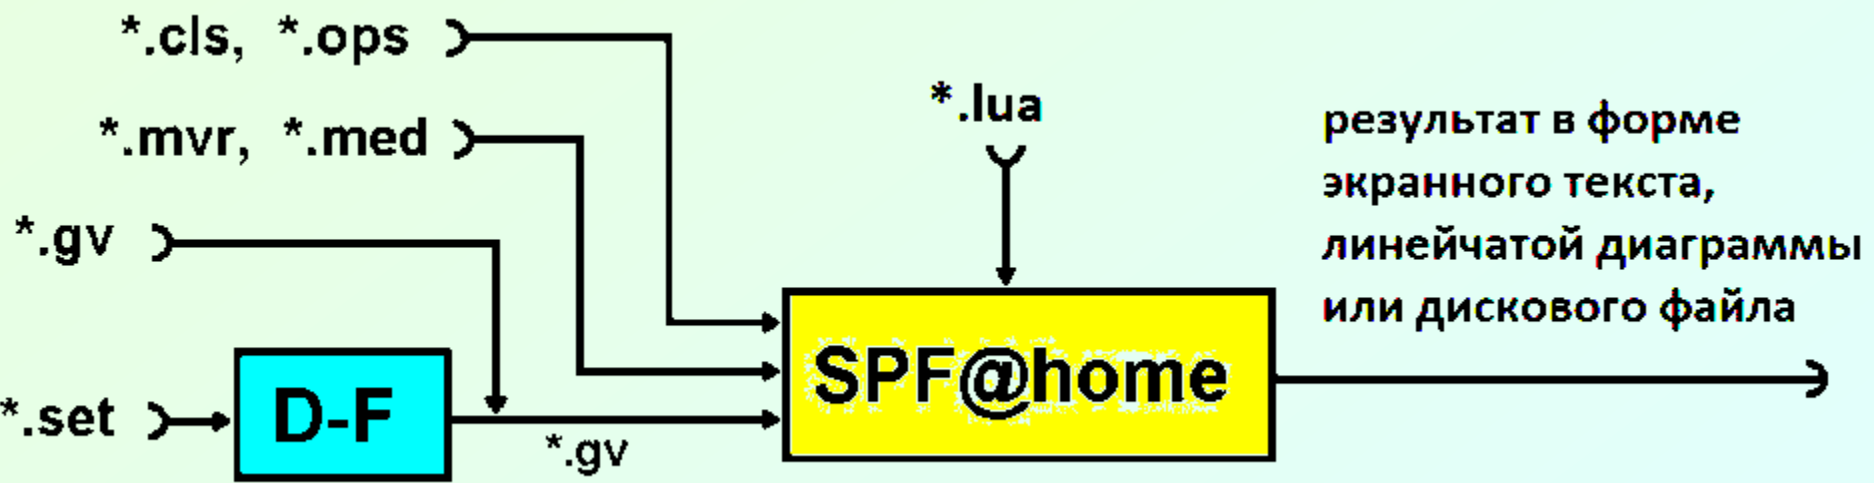 *.cls, *.ops
*.mvr, *.med
*.gv
*.set
D-F
*.gv
*.lua
SPF@home
результат в форме
экранного текста,
линейчатой диаграммы
или дискового файла